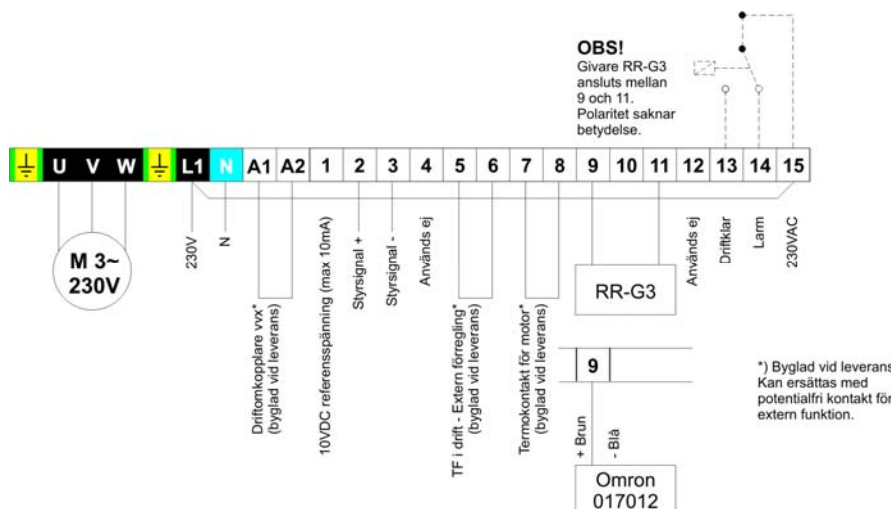 OBS!
Givare RR-G3
ansluts mellan
9 och 11.
Polaritet saknar
betydelse.
U V W L1 N A1 A2 1 2 3 4 5 6 7 8 9 10 11 12 13 14 15
M 3~
230V
230V
N
Driftomkopplare vvx*
(byglad vid leverans)
10VDC referensspänning (max 10mA)
Styrsignal +
Styrsignal -
Används ej
TF i drift - Extern förregling*
(byglad vid leverans)
Termokontakt för motor*
(byglad vid leverans)
RR-G3
Används ej
Driftklar
Larm
230VAC
9
+ Brun
- Blå
Omron
017012
*) Byglad vid leverans
Kan ersättas med
potentialfri kontakt för
extern funktion.